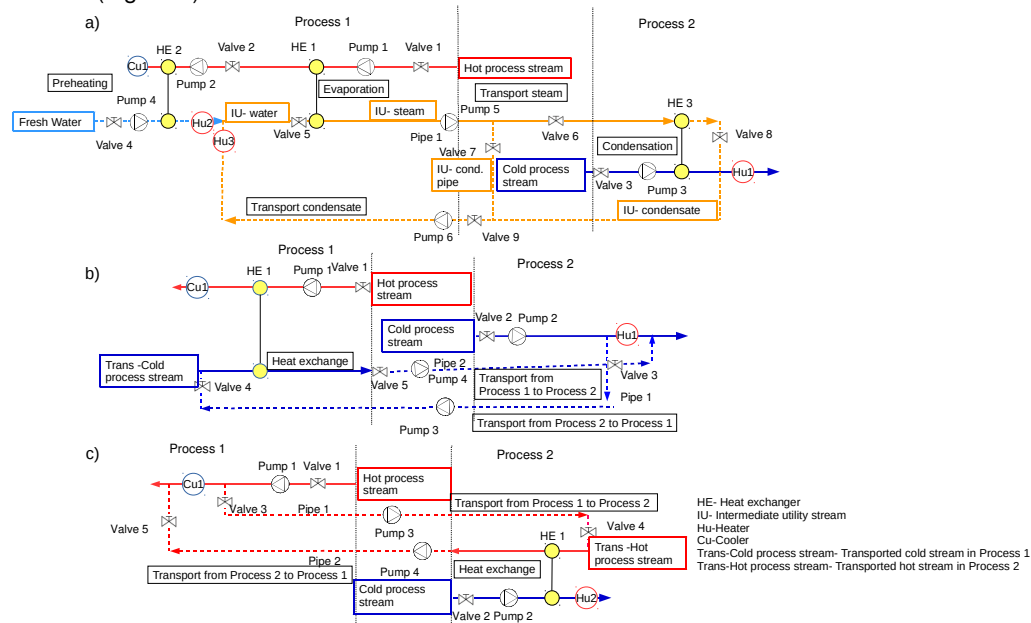 Process 1
Process 2
a)
HE 2
Valve 2
HE 1
Pump 1
Valve 1
Cu1
Hot process stream
Preheating
Pump 2
Evaporation
Transport steam
Pump 4
IU- water
IU- steam
Pump 5
HE 3
Fresh Water
Hu2
Valve 4
Hu3
Valve 5
Pipe 1
Valve 6
Valve 8
Valve 7
Condensation
IU- cond.
pipe
Cold process
stream
Valve 3
Pump 3
Hu1
Transport condensate
IU- condensate
Pump 6
Valve 9
Process 1
Process 2
b)
HE 1
Pump 1
Valve 1
Cu1
Hot process
stream
Cold process
stream
Valve 2
Pump 2
Hu1
Trans -Cold
process stream
Heat exchange
Valve 4
Valve 5
Pipe 2
Pump 4
Transport from
Process 1 to Process 2
Valve 3
Pipe 1
Pump 3
Transport from Process 2 to Process 1
c)
Process 1
Process 2
Pump 1
Valve 1
Cu1
Hot process
stream
Transport from Process 1 to Process 2
Valve 3
Pipe 1
Valve 5
Pump 3
HE 1
Valve 4
Trans -Hot
process stream
Pipe 2
Transport from Process 2 to Process 1
Pump 4
Heat exchange
Cold process
stream
Valve 2
Pump 2
Hu2
HE- Heat exchanger
IU- Intermediate utility stream
Hu-Heater
Cu-Cooler
Trans-Cold process stream- Transported cold stream in Process 1
Trans-Hot process stream- Transported hot stream in Process 2